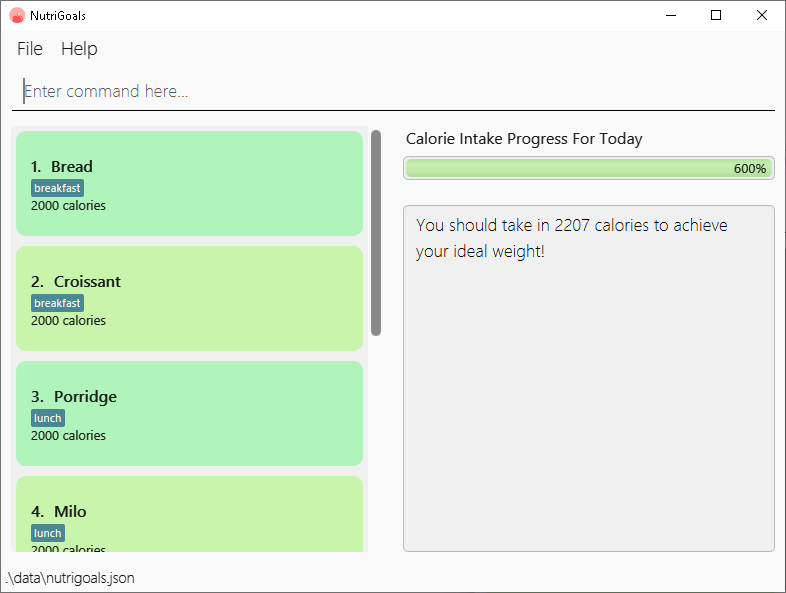 NutriGoals
File Help
Enter command here...
1. Bread
breakfast
2000 calories
2. Croissant
breakfast
2000 calories
3. Porridge
lunch
2000 calories
4. Milo
lunch
2000 calories
Calorie Intake Progress For Today
600%
You should take in 2207 calories to achieve
your ideal weight!
.\data\nutrigoals.json